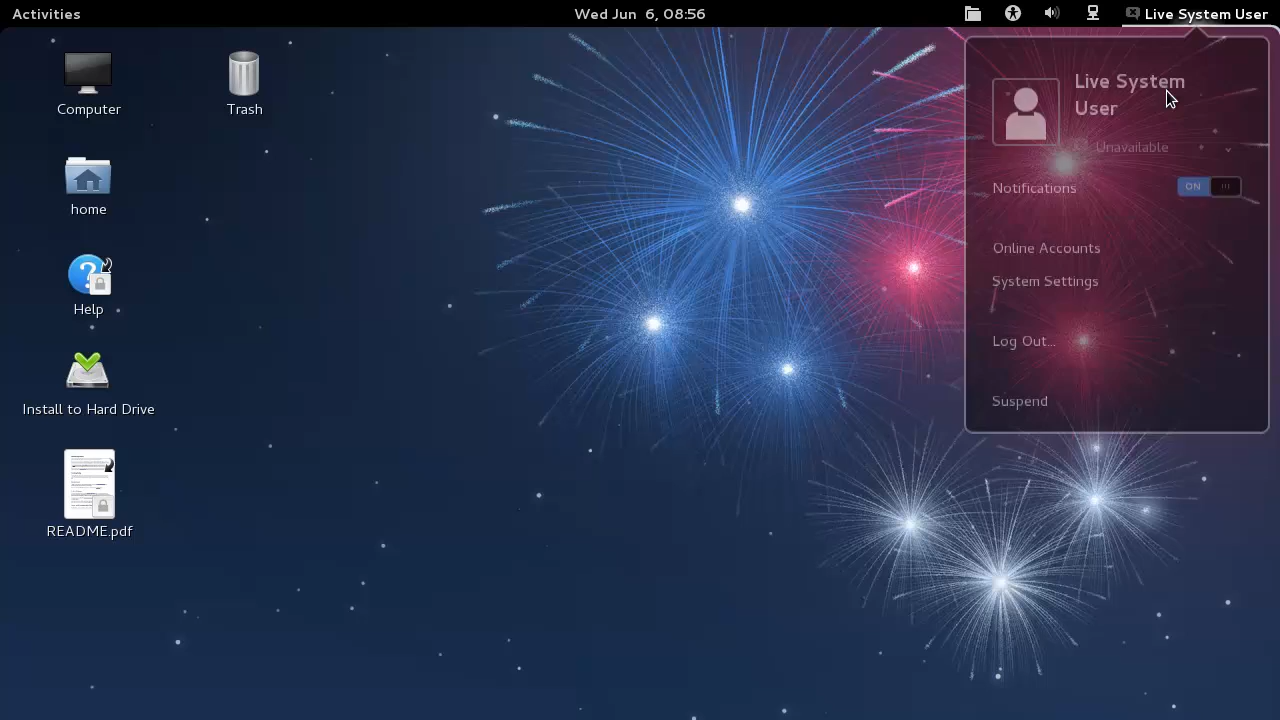 Activities
Wed Jun  6, 08:56
Live System User
Computer
Trash
home
Help
Install to Hard Drive
README.pdf
Live System
User
Unavailable
Notifications
ON
Online Accounts
System Settings
Log Out...
Suspend